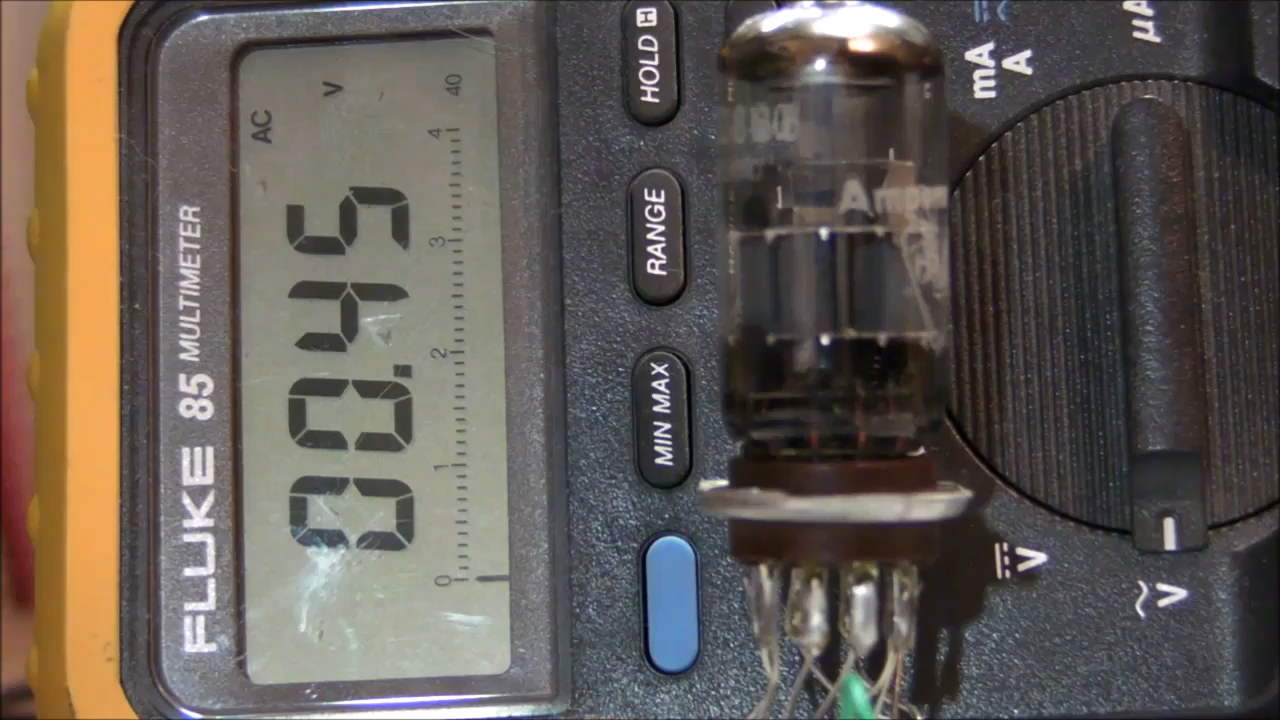 FLUKE 85 MULTIMETER
AC V
00.45
0 1 2 3 4 40
HOLD H
RANGE
MIN MAX
mA
A
µA
V
V